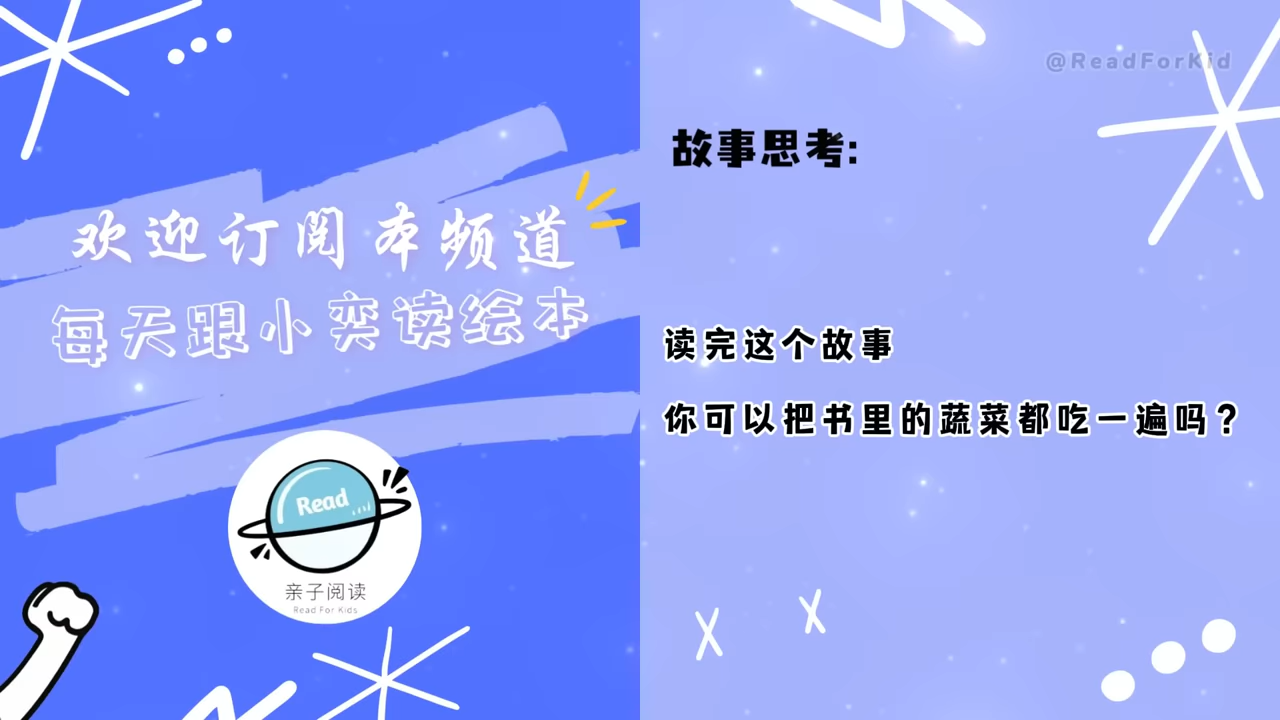 欢迎订阅本频道
每天跟小奕读绘本
Read
亲子阅读
Read For Kids
@ReadForKid
故事思考:
读完这个故事
你可以把书里的蔬菜都吃一遍吗？